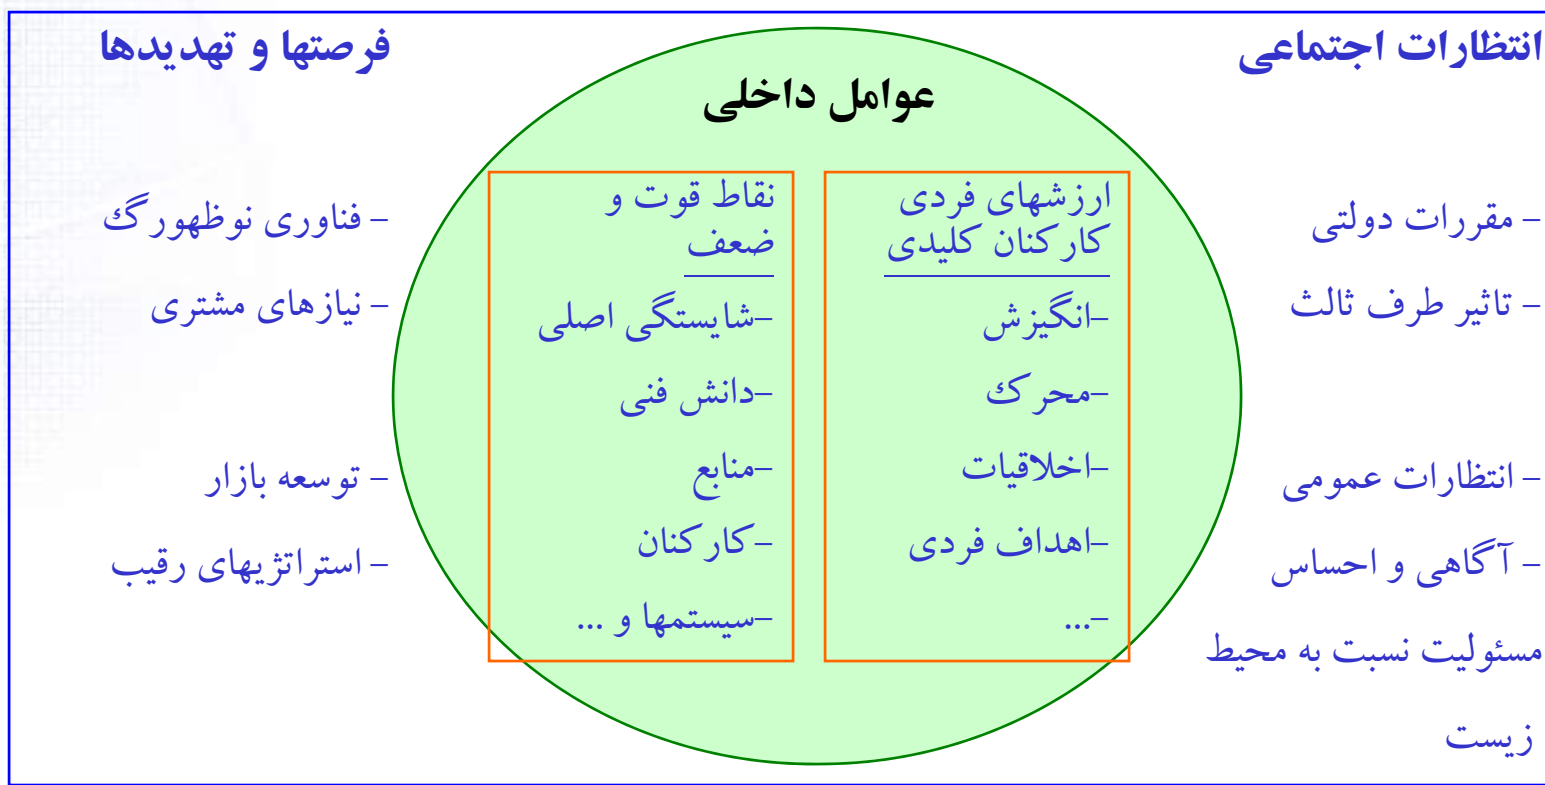 انتظارات اجتماعی
– مقررات دولتی
– تاثیر طرف ثالث
– انتظارات عمومی
– آگاهی و احساس
مسئولیت نسبت به محیط
زیست
عوامل داخلی
ارزشهای فردی
کارکنان کلیدی
–انگیزش
–محرک
–اخلاقیات
–اهداف فردی
–...
نقاط قوت و
ضعف
–شایستگی اصلی
–دانش فنی
–منابع
–کارکنان
–سیستمها و ...
فرصتها و تهدیدها
– فناوری نوظهورگ
– نیازهای مشتری
– توسعه بازار
– استراتژیهای رقیب